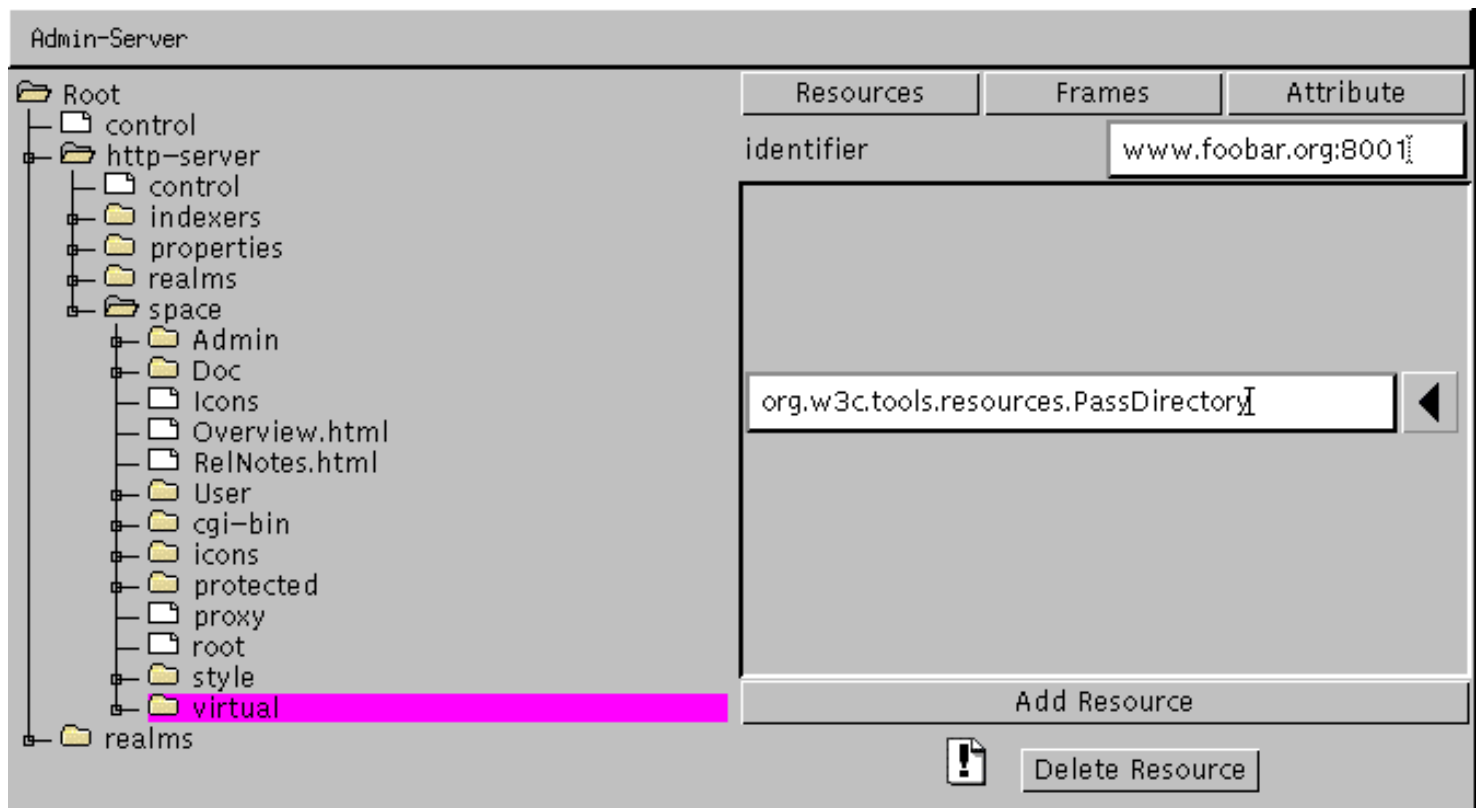 Admin-Server
Root
control
http-server
control
indexers
properties
realms
space
Admin
Doc
Icons
Overview.html
RelNotes.html
User
cgi-bin
icons
protected
proxy
root
style
virtual
realms
Resources Frames Attribute
identifier www.foobar.org:8001
org.w3c.tools.resources.PassDirectory
Add Resource
Delete Resource